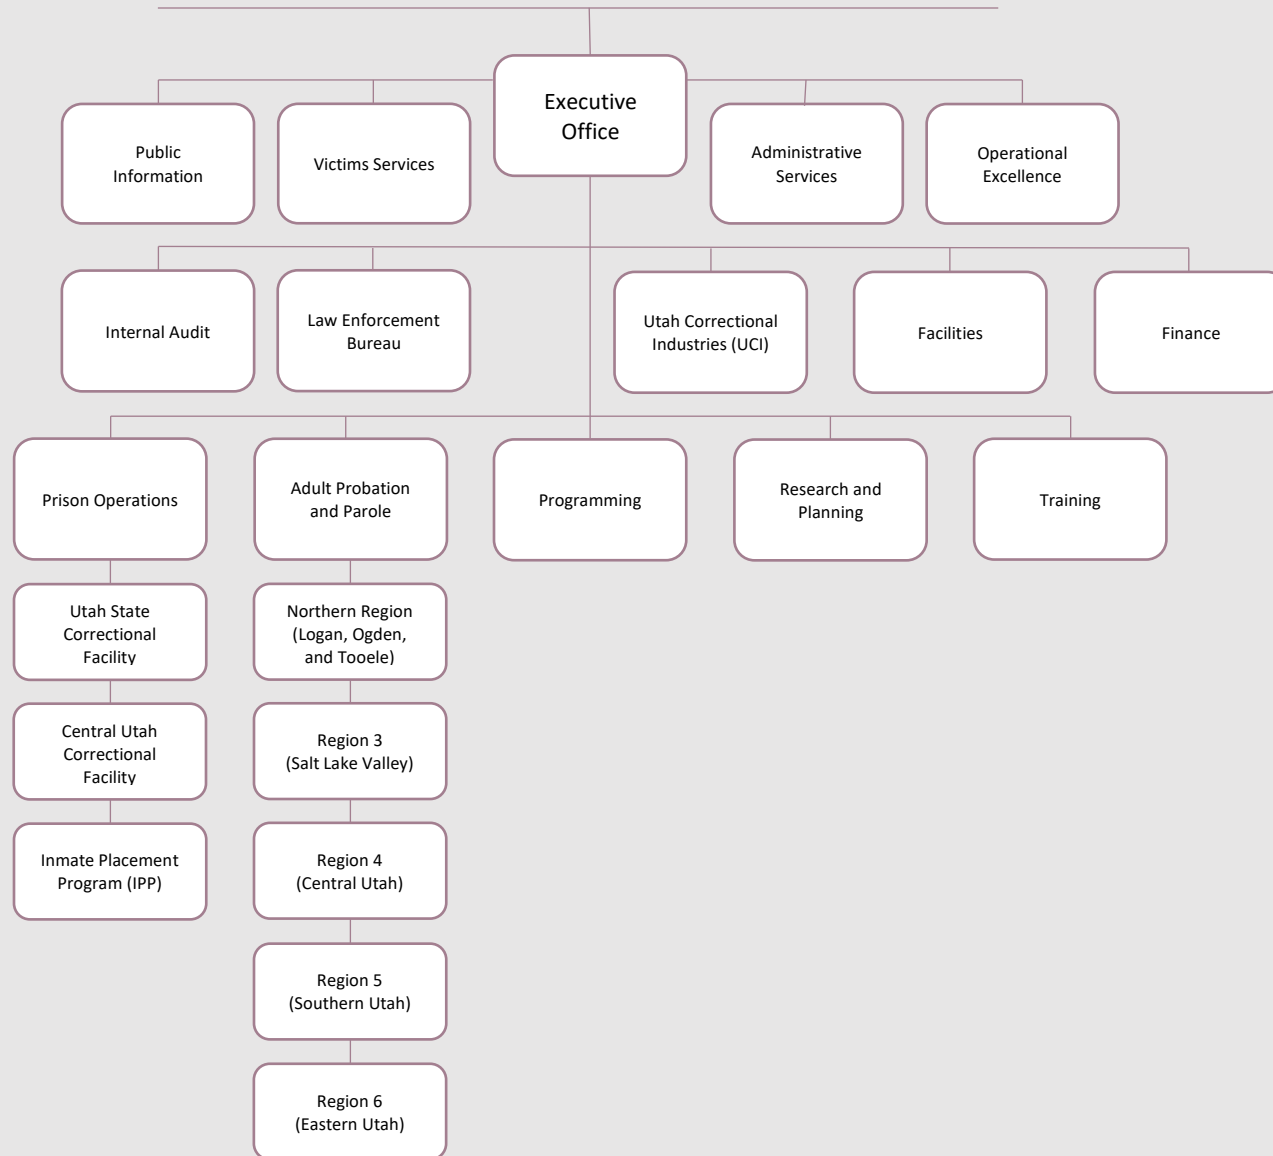 Executive
Office
Public
Information
Victims Services
Administrative
Services
Operational
Excellence
Internal Audit
Law Enforcement
Bureau
Utah Correctional
Industries (UCI)
Facilities
Finance
Prison Operations
Adult Probation
and Parole
Programming
Research and
Planning
Training
Utah State
Correctional
Facility
Northern Region
(Logan, Ogden,
and Tooele)
Central Utah
Correctional
Facility
Region 3
(Salt Lake Valley)
Inmate Placement
Program (IPP)
Region 4
(Central Utah)
Region 5
(Southern Utah)
Region 6
(Eastern Utah)